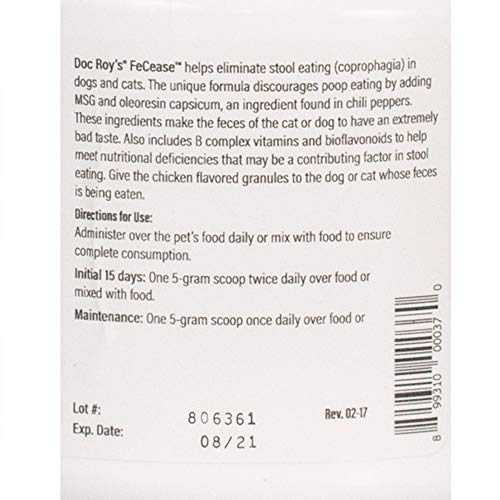 Doc Roy's® FeCease™ helps eliminate stool eating (coprophagia) in
dogs and cats. The unique formula discourages poop eating by adding
MSG and oleoresin capsicum, an ingredient found in chili peppers.
These ingredients make the feces of the cat or dog to have an extremely
bad taste. Also includes B complex vitamins and bioflavonoids to help
meet nutritional deficiencies that may be a contributing factor in stool
eating. Give the chicken flavored granules to the dog or cat whose feces
is being eaten.
Directions for Use:
Administer over the pet's food daily or mix with food to ensure
complete consumption.
Initial 15 days: One 5-gram scoop twice daily over food or
mixed with food.
Maintenance: One 5-gram scoop once daily over food or
Lot #: 806361 Rev. 02-17
Exp. Date: 08/21
8 99310 00037 0